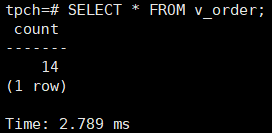 tpch=# SELECT * FROM v_order;
 count
-------
    14
(1 row)

Time: 2.789 ms